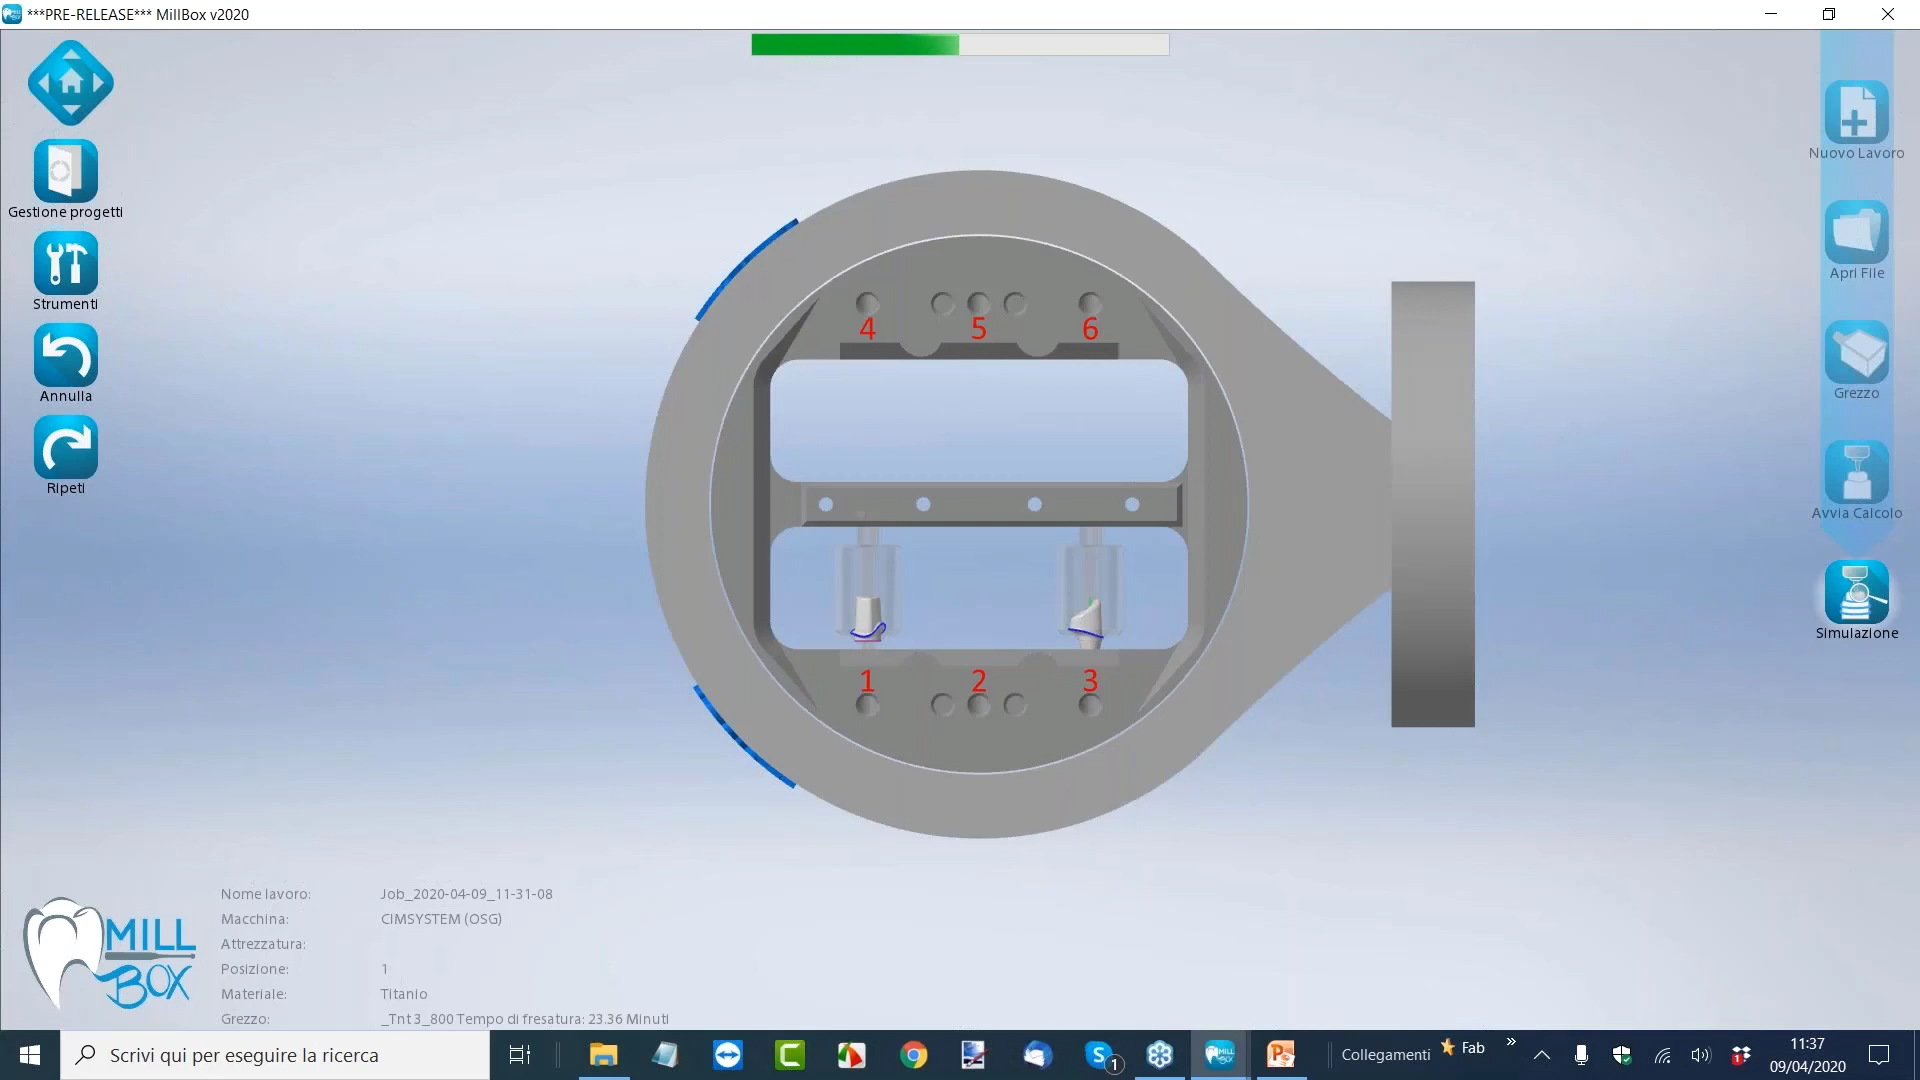 ***PRE-RELEASE*** MillBox v2020
Gestione progetti
Strumenti
Annulla
Ripeti
Nuovo Lavoro
Apri File
Grezzo
Avvia Calcolo
Simulazione
4 5 6
1 2 3
MILL
BOX
Nome lavoro: Job_2020-04-09_11-31-08
Macchina: CIMSYSTEM (OSG)
Attrezzatura:
Posizione: 1
Materiale: Titanio
Grezzo: _Tnt 3_800 Tempo di fresatura: 23.36 Minuti
Scrivi qui per eseguire la ricerca
1
Collegamenti
Fab
11:37
09/04/2020